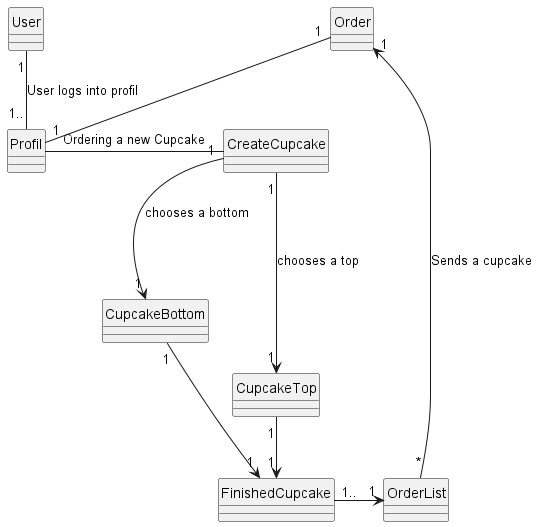 User
Order
1
1
1
User logs into profil
1..
1
Ordering a new Cupcake
1
Profil
CreateCupcake
1
chooses a bottom
chooses a top
Sends a cupcake
1
CupcakeBottom
1
1
CupcakeTop
1
*
1
1
1..
1
FinishedCupcake
OrderList